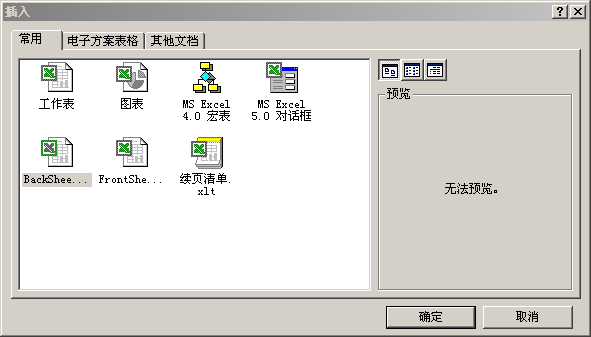 插入
常用 电子方案表格 其他文档
工作表 图表 MS Excel 4.0 宏表 MS Excel 5.0 对话框
BackShee... FrontShe... 续页清单.xlt
预览
无法预览。
确定 取消